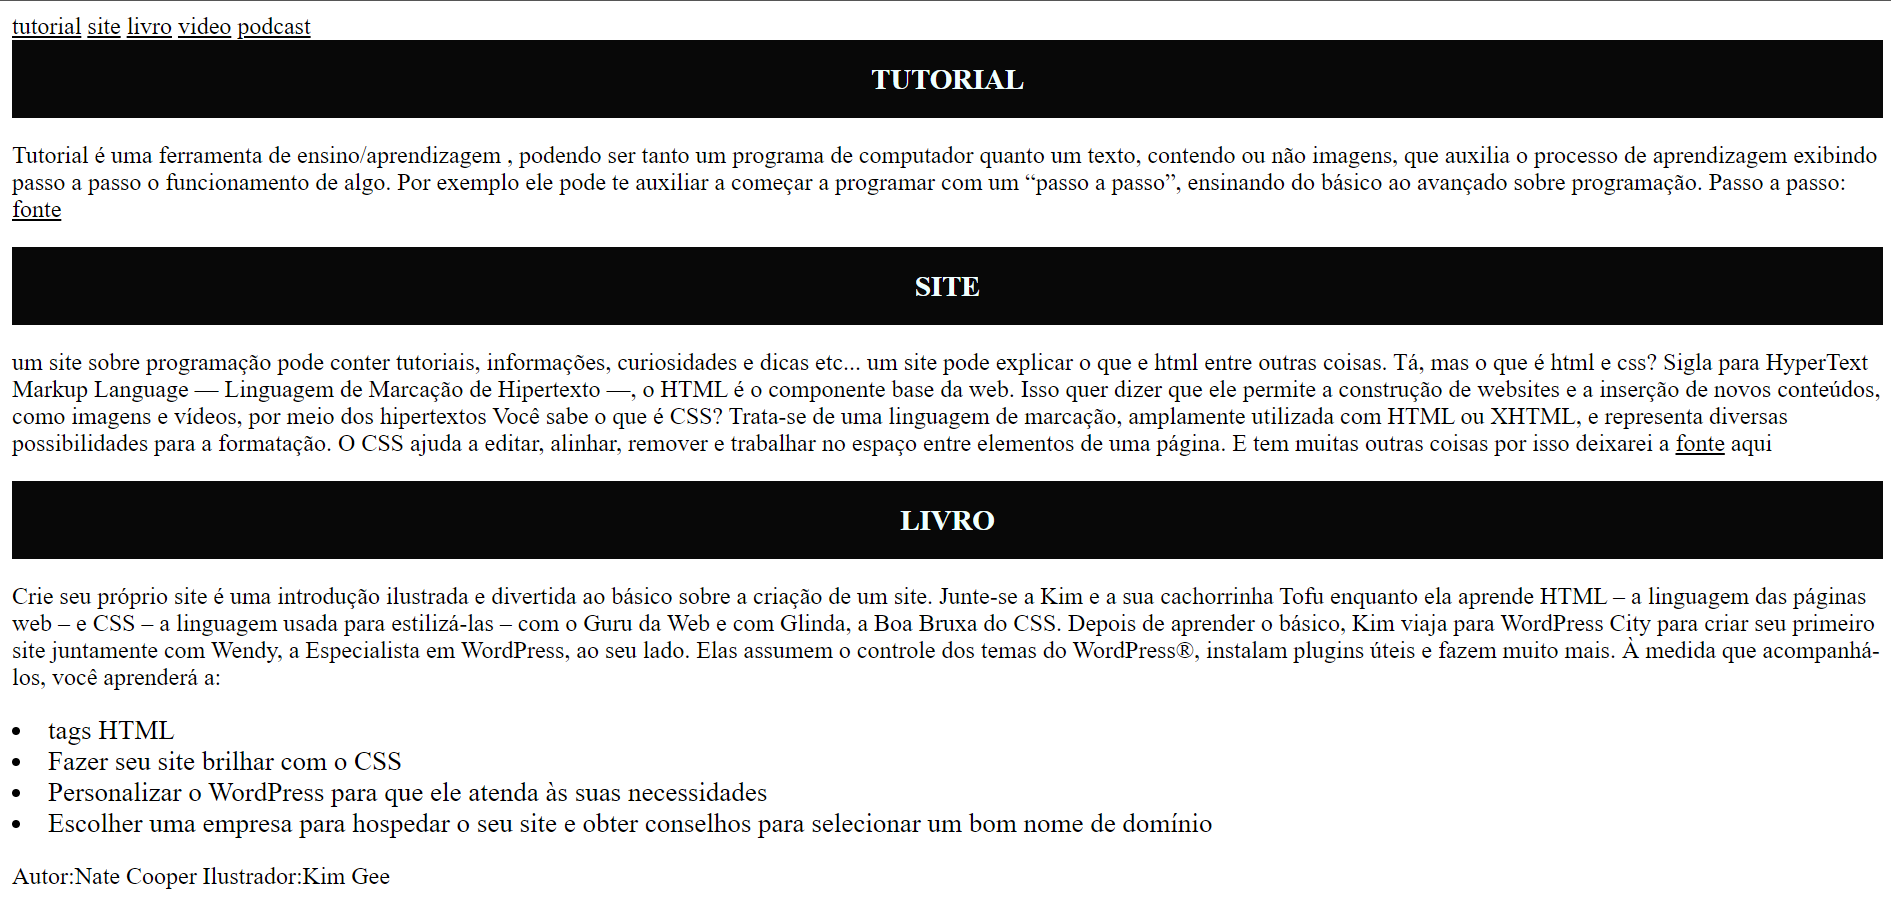 tutorial site livro video podcast
TUTORIAL
Tutorial é uma ferramenta de ensino/aprendizagem , podendo ser tanto um programa de computador quanto um texto, contendo ou não imagens, que auxilia o processo de aprendizagem exibindo
passo a passo o funcionamento de algo. Por exemplo ele pode te auxiliar a começar a programar com um “passo a passo”, ensinando do básico ao avançado sobre programação. Passo a passo:
fonte
SITE
um site sobre programação pode conter tutoriais, informações, curiosidades e dicas etc... um site pode explicar o que e html entre outras coisas. Tá, mas o que é html e css? Sigla para HyperText
Markup Language — Linguagem de Marcação de Hipertexto —, o HTML é o componente base da web. Isso quer dizer que ele permite a construção de websites e a inserção de novos conteúdos,
como imagens e vídeos, por meio dos hipertextos Você sabe o que é CSS? Trata-se de uma linguagem de marcação, amplamente utilizada com HTML ou XHTML, e representa diversas
possibilidades para a formatação. O CSS ajuda a editar, alinhar, remover e trabalhar no espaço entre elementos de uma página. E tem muitas outras coisas por isso deixarei a fonte aqui
LIVRO
Crie seu próprio site é uma introdução ilustrada e divertida ao básico sobre a criação de um site. Junte-se a Kim e a sua cachorrinha Tofu enquanto ela aprende HTML – a linguagem das páginas
web – e CSS – a linguagem usada para estilizá-las – com o Guru da Web e com Glinda, a Boa Bruxa do CSS. Depois de aprender o básico, Kim viaja para WordPress City para criar seu primeiro
site juntamente com Wendy, a Especialista em WordPress, ao seu lado. Elas assumem o controle dos temas do WordPress®, instalam plugins úteis e fazem muito mais. À medida que acompanhá-
los, você aprenderá a:
• tags HTML
• Fazer seu site brilhar com o CSS
• Personalizar o WordPress para que ele atenda às suas necessidades
• Escolher uma empresa para hospedar o seu site e obter conselhos para selecionar um bom nome de domínio
Autor:Nate Cooper Ilustrador:Kim Gee